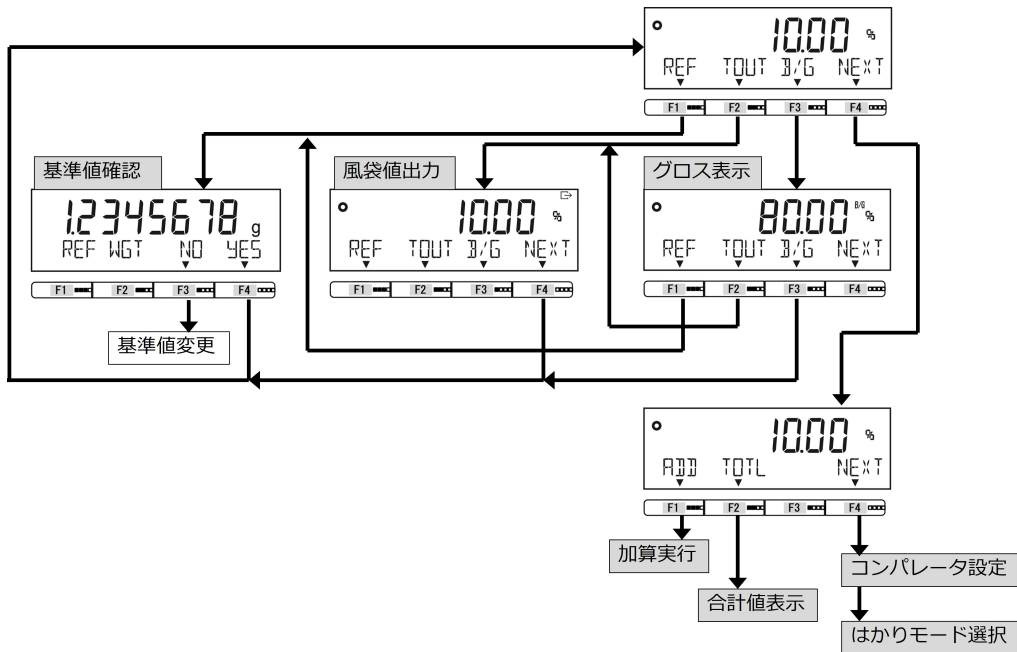 10.00 %
REF TOUT B/G NEXT
F1 F2 F3 F4
基準値確認
1.2345678 g
REF WGT NO YES
F1 F2 F3 F4
基準値変更
風袋値出力
10.00 %
REF TOUT B/G NEXT
F1 F2 F3 F4
グロス表示
80.00 B/G %
REF TOUT B/G NEXT
F1 F2 F3 F4
10.00 %
ADD TOTL NEXT
F1 F2 F3 F4
加算実行
合計値表示
コンパレータ設定
はかりモード選択